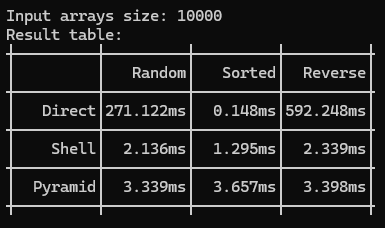 Input arrays size: 10000
Result table:
Random Sorted Reverse
Direct 271.122ms 0.148ms 592.248ms
Shell 2.136ms 1.295ms 2.339ms
Pyramid 3.339ms 3.657ms 3.398ms